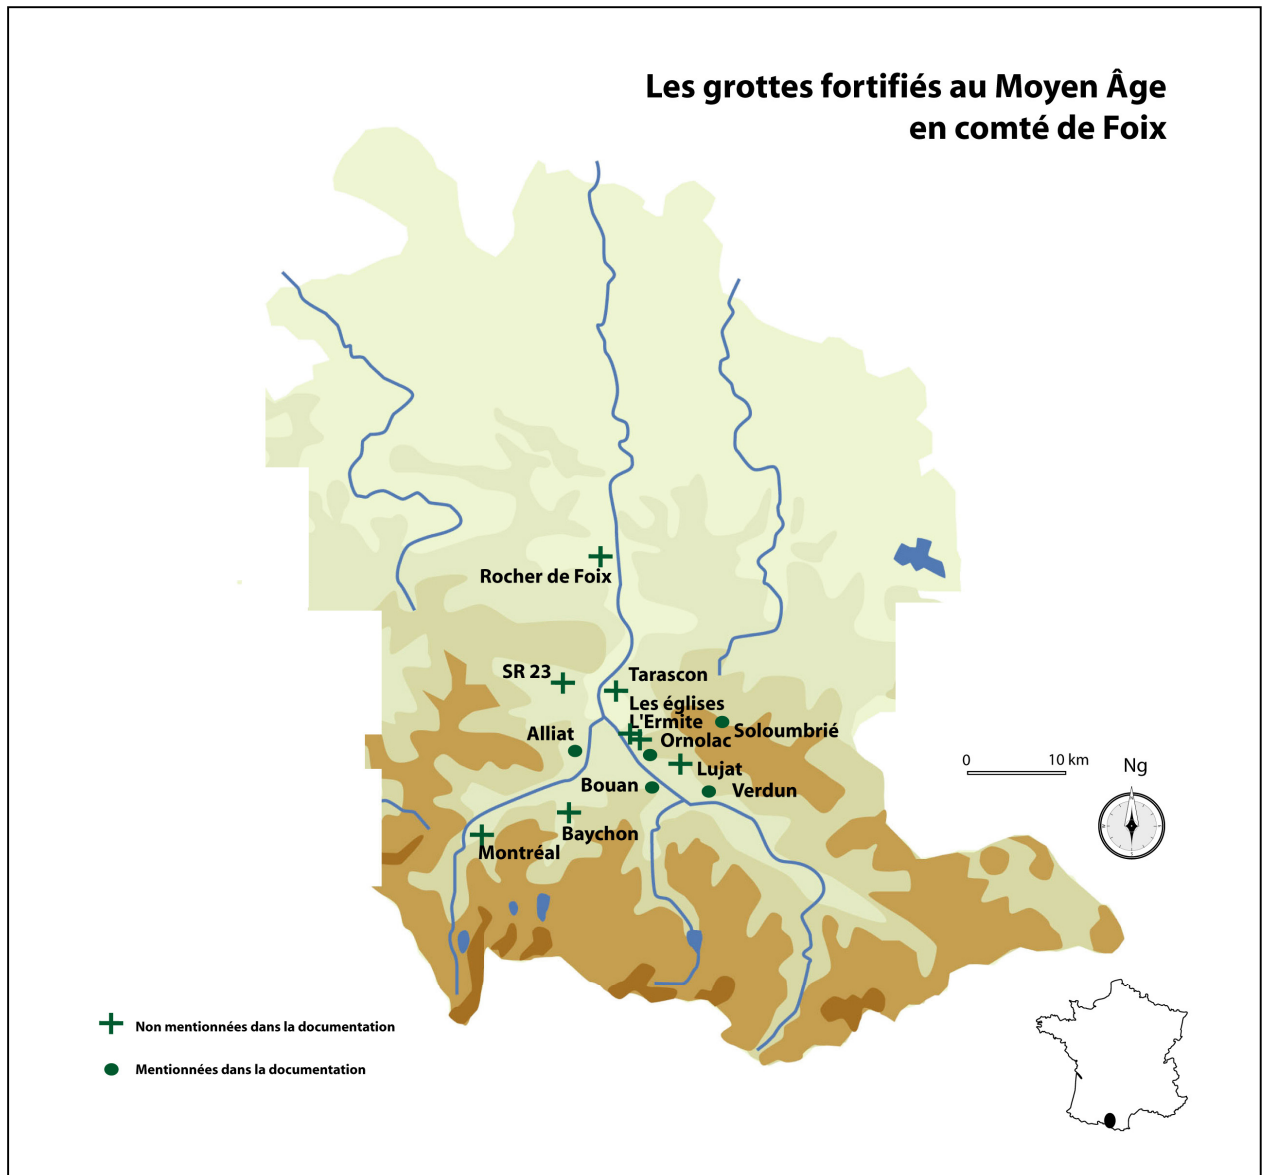 Les grottes fortifiés au Moyen Âge
en comté de Foix
Rocher de Foix
SR 23
Tarascon
Les églises
L'Ermite
Soloumbrié
Alliat
Ornolac
Lujat
Bouan
Verdun
Baychon
Montréal
0 10 km
Ng
Non mentionnées dans la documentation
Mentionnées dans la documentation